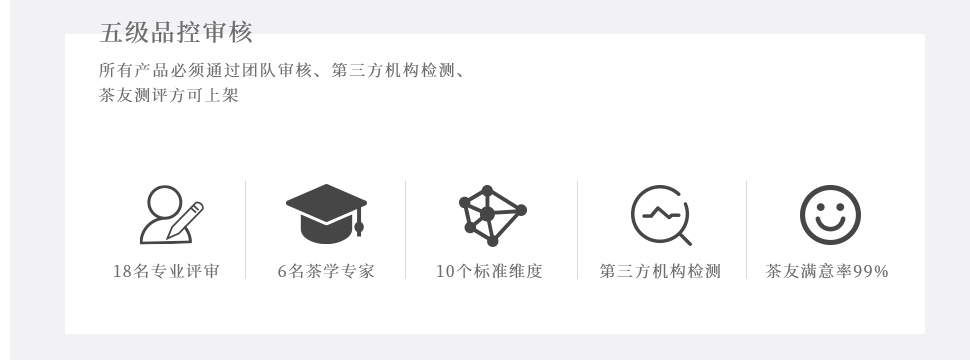 五级品控审核
所有产品必须通过团队审核、第三方机构检测、
茶友测评方可上架
18名专业评审
6名茶学专家
10个标准维度
第三方机构检测
茶友满意率99%